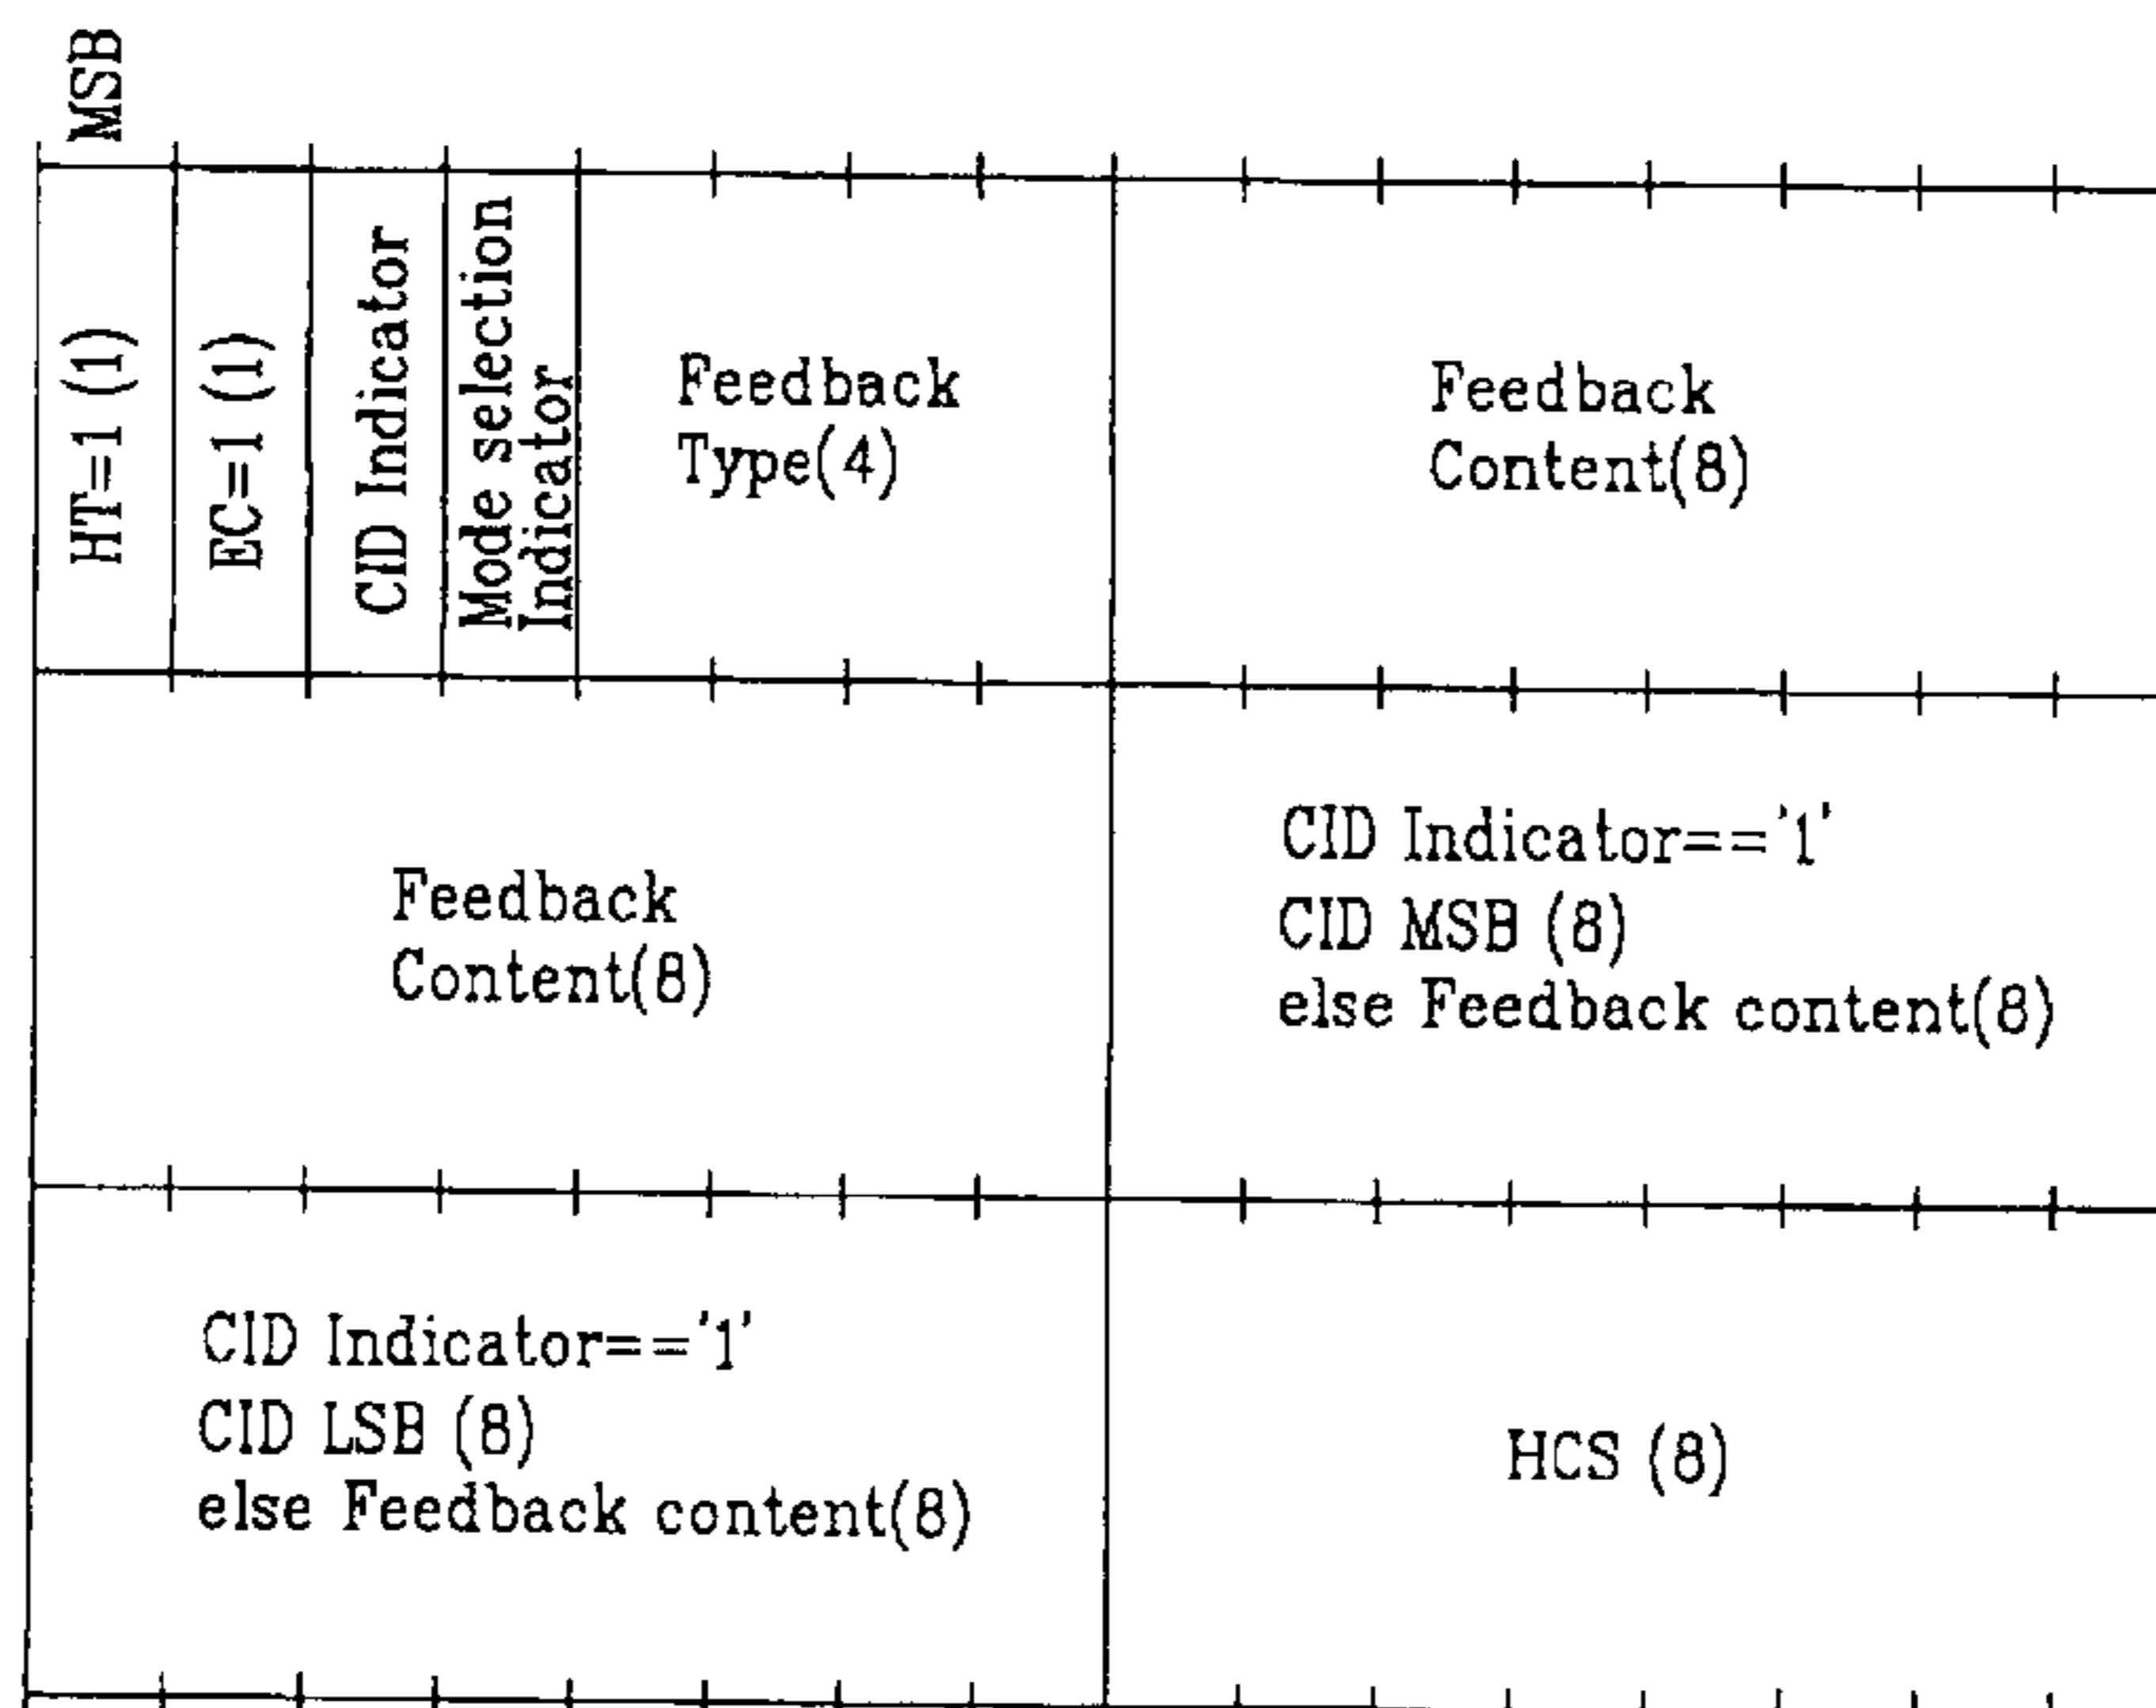 MSB
HT=1 (1)
EC=1 (1)
CID Indicator
Mode selection
Indicator
Feedback
Type(4)
Feedback
Content(8)
Feedback
Content(8)
CID Indicator=='1'
CID MSB (8)
else Feedback content(8)
CID Indicator=='1'
CID LSB (8)
else Feedback content(8)
HCS (8)